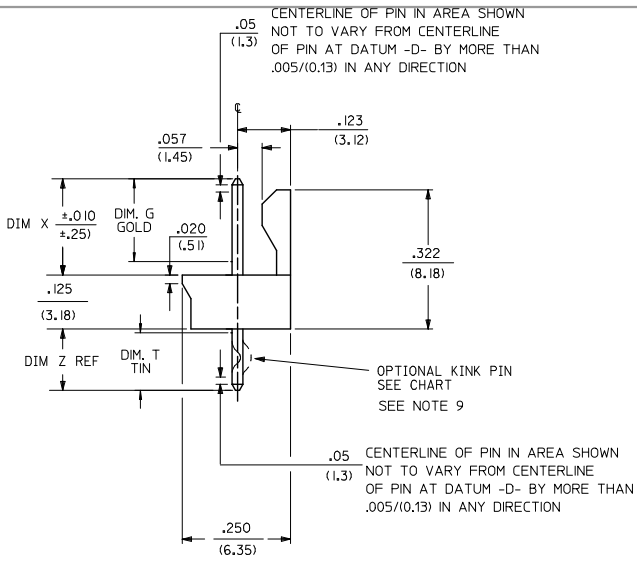 .05
(1.3)
CENTERLINE OF PIN IN AREA SHOWN
NOT TO VARY FROM CENTERLINE
OF PIN AT DATUM -D- BY MORE THAN
.005/(0.13) IN ANY DIRECTION
℄
.123
(3.12)
.057
(1.45)
DIM X ±.010
±.25)
DIM. G
GOLD
.020
(.51)
.322
(8.18)
.125
(3.18)
DIM Z REF
DIM. T
TIN
OPTIONAL KINK PIN
SEE CHART
SEE NOTE 9
.05
(1.3)
CENTERLINE OF PIN IN AREA SHOWN
NOT TO VARY FROM CENTERLINE
OF PIN AT DATUM -D- BY MORE THAN
.005/(0.13) IN ANY DIRECTION
.250
(6.35)